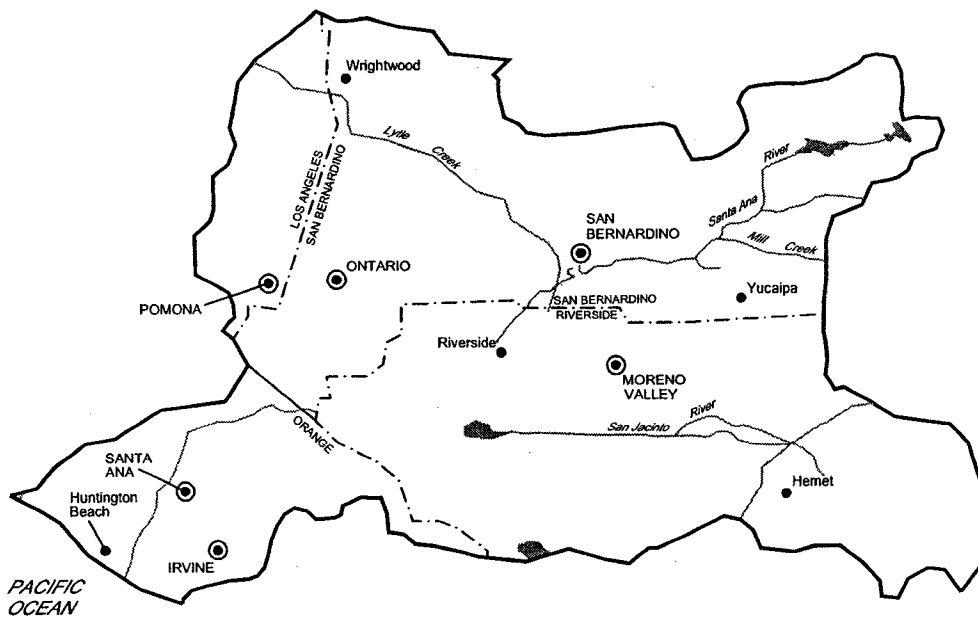 Wrightwood
Lytle
Creek
River
LOS ANGELES
SAN BERNARDINO
Santa Ana
SAN
BERNARDINO
Mill
Creek
ONTARIO
POMONA
Yucaipa
SAN BERNARDINO
RIVERSIDE
Riverside
MORENO
VALLEY
ORANGE
River
San Jacinto
SANTA
ANA
Huntington
Beach
Hemet
IRVINE
PACIFIC
OCEAN